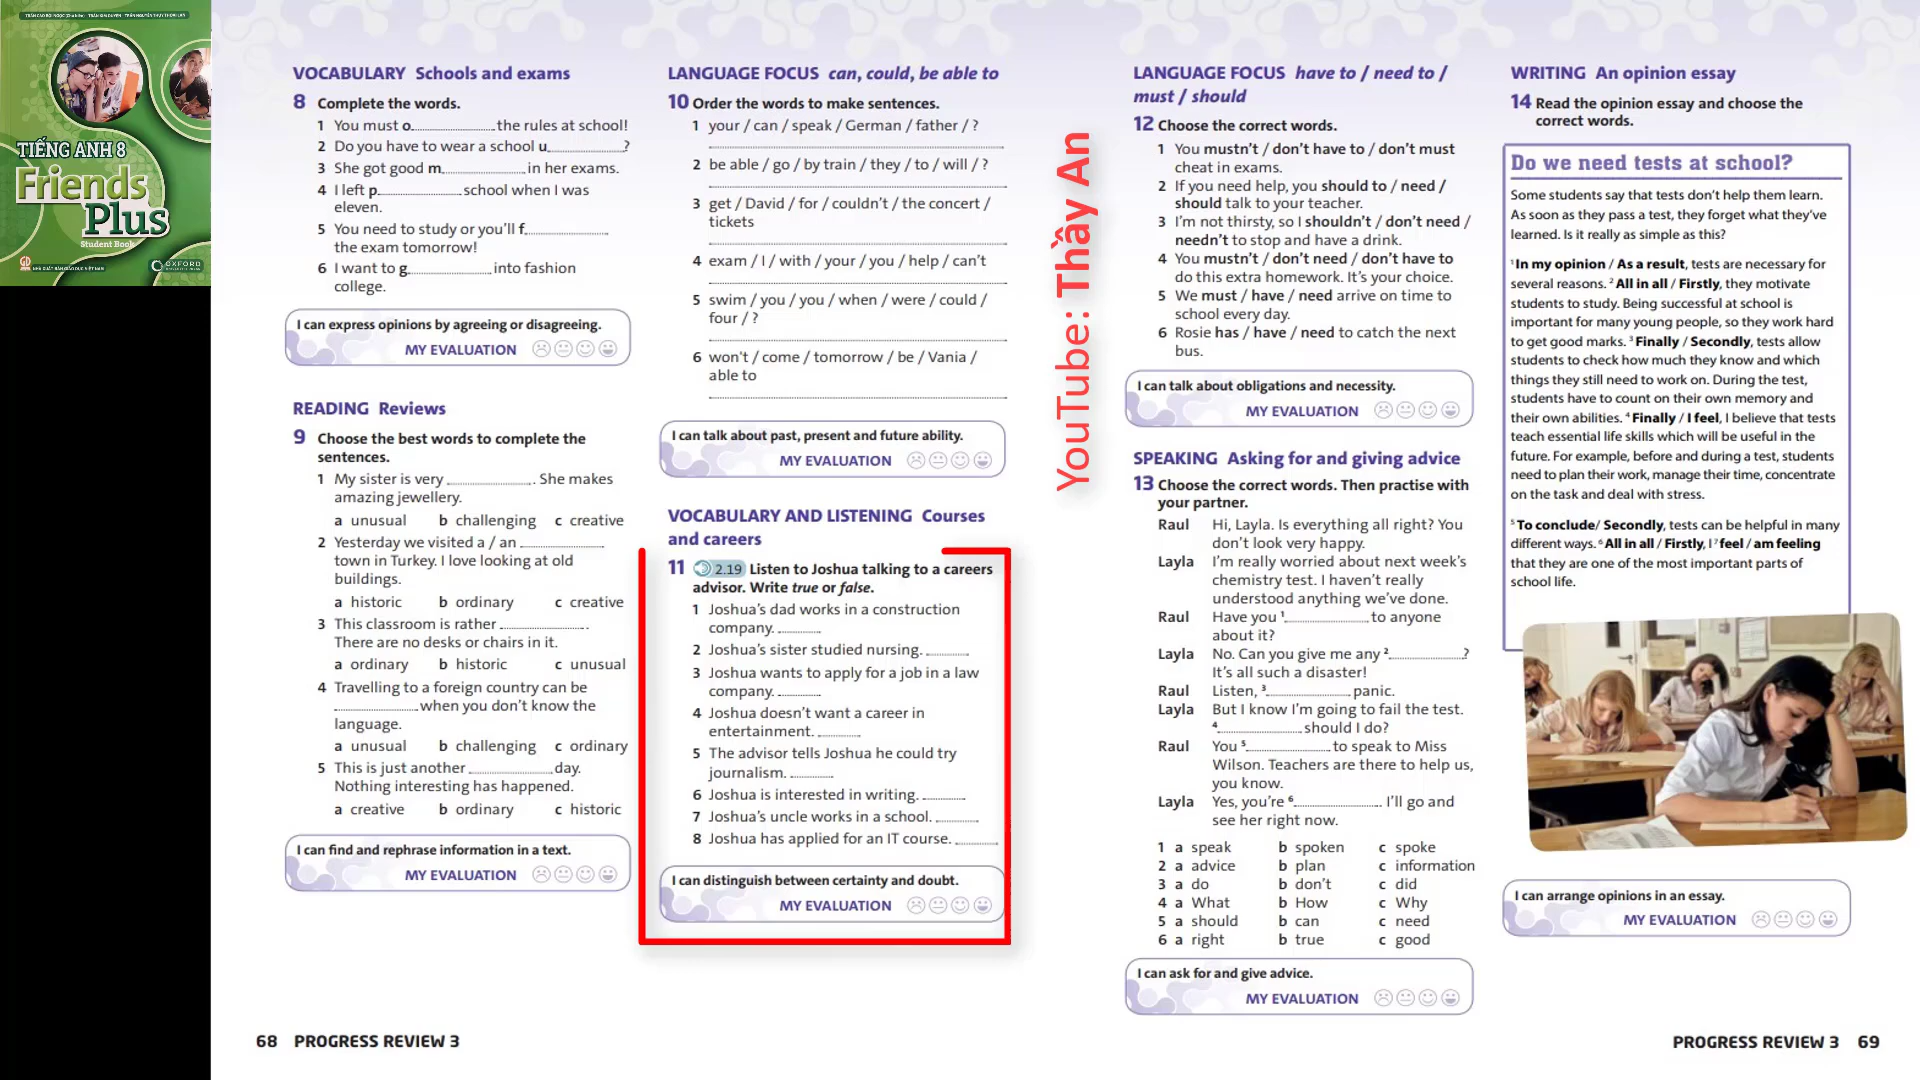 TRẦN CAO BỘI NGỌC (Chủ biên) - TRẦN KIM DUYÊN - TRẦN NGUYỄN THUỲ THUỲ LAN
TIẾNG ANH 8
Friends
Plus
Student Book
NHÀ XUẤT BẢN GIÁO DỤC VIỆT NAM
OXFORD
VOCABULARY Schools and exams
8 Complete the words.
1 You must o. the rules at school!
2 Do you have to wear a school u ?
3 She got good m in her exams.
4 I left p school when I was
eleven.
5 You need to study or you'll f
the exam tomorrow!
6 I want to g into fashion
college.
I can express opinions by agreeing or disagreeing.
MY EVALUATION
READING Reviews
9 Choose the best words to complete the
sentences.
1 My sister is very . She makes
amazing jewellery.
a unusual b challenging c creative
2 Yesterday we visited a / an
town in Turkey. I love looking at old
buildings.
a historic b ordinary c creative
3 This classroom is rather .
There are no desks or chairs in it.
a ordinary b historic c unusual
4 Travelling to a foreign country can be
when you don't know the
language.
a unusual b challenging c ordinary
5 This is just another day.
Nothing interesting has happened.
a creative b ordinary c historic
I can find and rephrase information in a text.
MY EVALUATION
68 PROGRESS REVIEW 3
LANGUAGE FOCUS can, could, be able to
10 Order the words to make sentences.
1 your / can / speak / German / father / ?
2 be able / go / by train / they / to / will / ?
3 get / David / for / couldn't / the concert /
tickets
4 exam / I / with / your / you / help / can't
5 swim / you / you / when / were / could /
four / ?
6 won't / come / tomorrow / be / Vania /
able to
I can talk about past, present and future ability.
MY EVALUATION
VOCABULARY AND LISTENING Courses
and careers
11 2.19 Listen to Joshua talking to a careers
advisor. Write true or false.
1 Joshua's dad works in a construction
company.
2 Joshua's sister studied nursing.
3 Joshua wants to apply for a job in a law
company.
4 Joshua doesn't want a career in
entertainment.
5 The advisor tells Joshua he could try
journalism.
6 Joshua is interested in writing.
7 Joshua's uncle works in a school.
8 Joshua has applied for an IT course.
I can distinguish between certainty and doubt.
MY EVALUATION
YouTube: Thầy An
LANGUAGE FOCUS have to / need to /
must / should
12 Choose the correct words.
1 You mustn't / don't have to / don't must
cheat in exams.
2 If you need help, you should to / need /
should talk to your teacher.
3 I'm not thirsty, so I shouldn't / don't need /
needn't to stop and have a drink.
4 You mustn't / don't need / don't have to
do this extra homework. It's your choice.
5 We must / have / need arrive on time to
school every day.
6 Rosie has / have / need to catch the next
bus.
I can talk about obligations and necessity.
MY EVALUATION
SPEAKING Asking for and giving advice
13 Choose the correct words. Then practise with
your partner.
Raul Hi, Layla. Is everything all right? You
don't look very happy.
Layla I'm really worried about next week's
chemistry test. I haven't really
understood anything we've done.
Raul Have you 1 to anyone
about it?
Layla No. Can you give me any 2 ?
It's all such a disaster!
Raul Listen, 3 panic.
Layla But I know I'm going to fail the test.
4 should I do?
Raul You 5 to speak to Miss
Wilson. Teachers are there to help us,
you know.
Layla Yes, you're 6 . I'll go and
see her right now.
1 a speak b spoken c spoke
2 a advice b plan c information
3 a do b don't c did
4 a What b How c Why
5 a should b can c need
6 a right b true c good
I can ask for and give advice.
MY EVALUATION
WRITING An opinion essay
14 Read the opinion essay and choose the
correct words.
Do we need tests at school?
Some students say that tests don't help them learn.
As soon as they pass a test, they forget what they've
learned. Is it really as simple as this?
1 In my opinion / As a result, tests are necessary for
several reasons. 2 All in all / Firstly, they motivate
students to study. Being successful at school is
important for many young people, so they work hard
to get good marks. 3 Finally / Secondly, tests allow
students to check how much they know and which
things they still need to work on. During the test,
students have to count on their own memory and
their own abilities. 4 Finally / I feel, I believe that tests
teach essential life skills which will be useful in the
future. For example, before and during a test, students
need to plan their work, manage their time, concentrate
on the task and deal with stress.
5 To conclude/ Secondly, tests can be helpful in many
different ways. 6 All in all / Firstly, I 7 feel / am feeling
that they are one of the most important parts of
school life.
I can arrange opinions in an essay.
MY EVALUATION
PROGRESS REVIEW 3 69